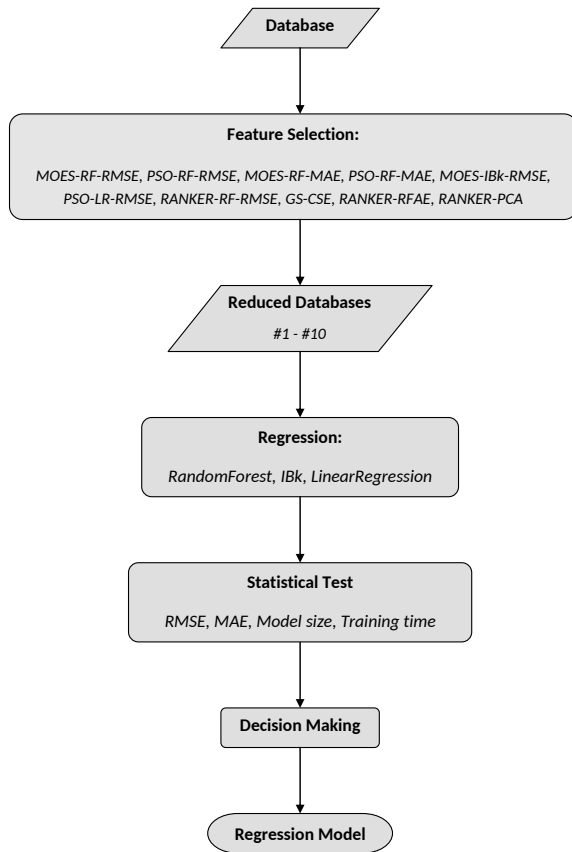 Database
Feature Selection:
MOES-RF-RMSE, PSO-RF-RMSE, MOES-RF-MAE, PSO-RF-MAE, MOES-IBk-RMSE,
PSO-LR-RMSE, RANKER-RF-RMSE, GS-CSE, RANKER-RFAE, RANKER-PCA
Reduced Databases
#1 - #10
Regression:
RandomForest, IBk, LinearRegression
Statistical Test
RMSE, MAE, Model size, Training time
Decision Making
Regression Model